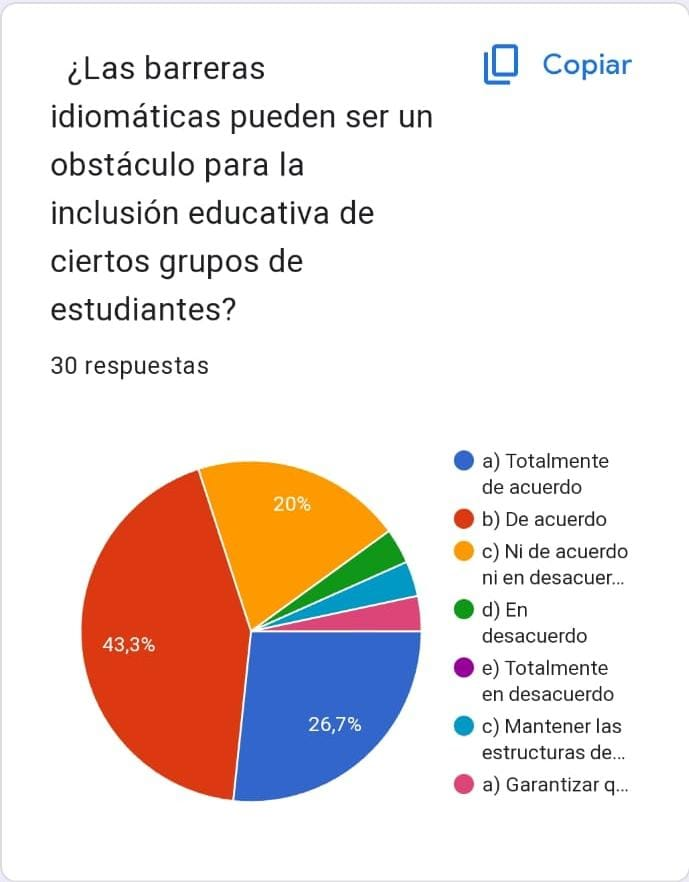 ¿Las barreras
idiomáticas pueden ser un
obstáculo para la
inclusión educativa de
ciertos grupos de
estudiantes?
Copiar
30 respuestas
20%
43,3%
26,7%
a) Totalmente
de acuerdo
b) De acuerdo
c) Ni de acuerdo
ni en desacuer...
d) En
desacuerdo
e) Totalmente
en desacuerdo
c) Mantener las
estructuras de...
a) Garantizar q...